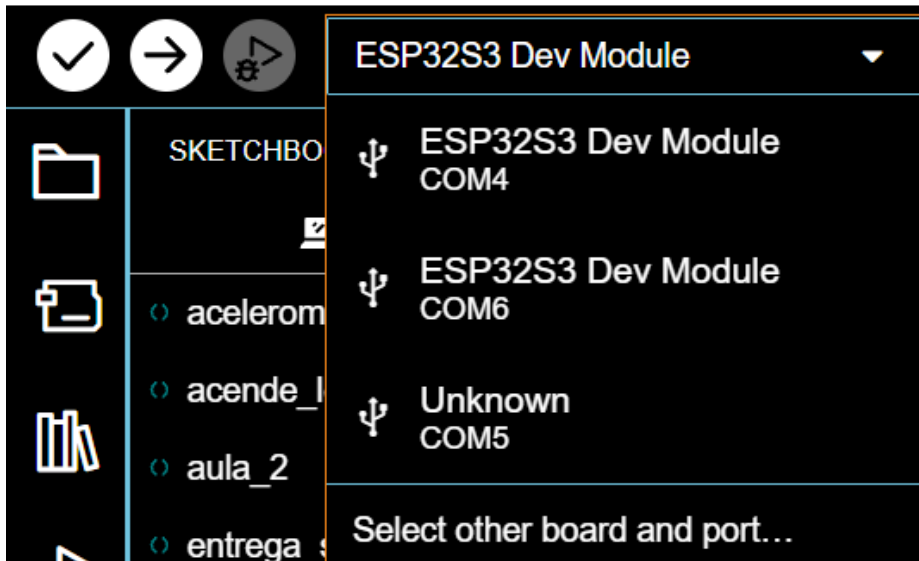 ESP32S3 Dev Module
SKETCHBO
ESP32S3 Dev Module
COM4
ESP32S3 Dev Module
COM6
acelerom
Unknown
COM5
acende_l
aula_2
Select other board and port...
entrega_s